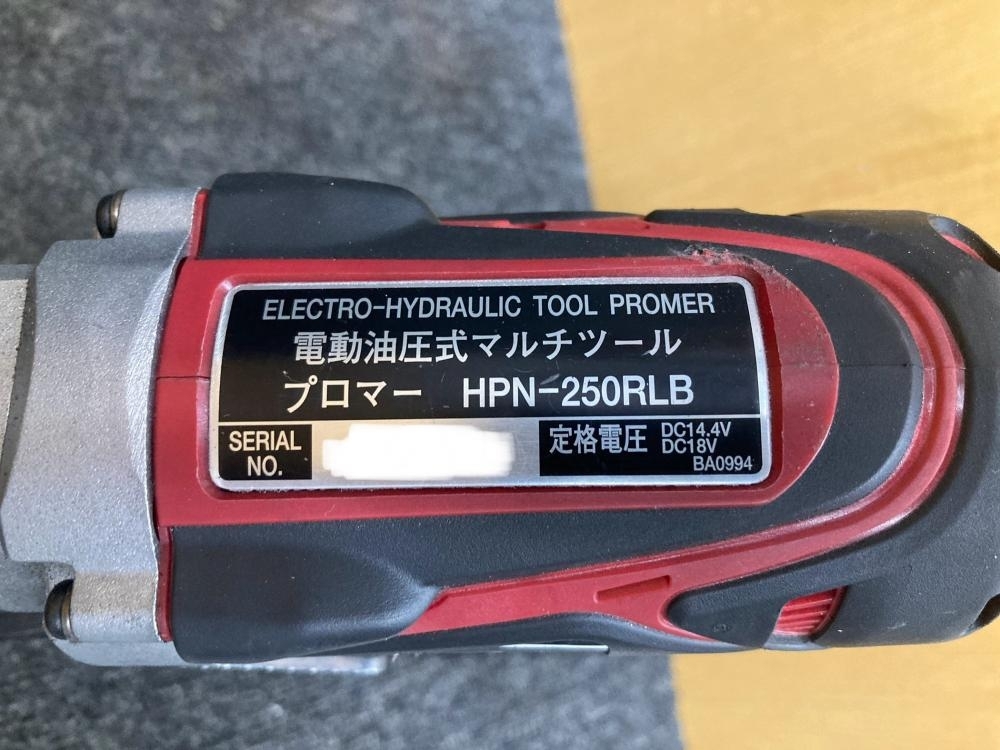 ELECTRO-HYDRAULIC TOOL PROMER
電動油圧式マルチツール
プロマー HPN-250RLB
SERIAL NO.
定格電圧 DC14.4V
DC18V
BA0994